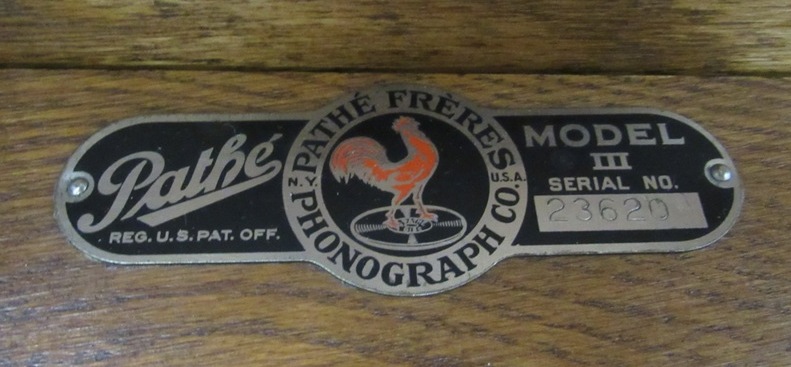 Pathé
REG. U.S. PAT. OFF.
PATHÉ FRÈRES
N.Y. U.S.A.
PHONOGRAPH CO.
MODEL
III
SERIAL NO.
23620